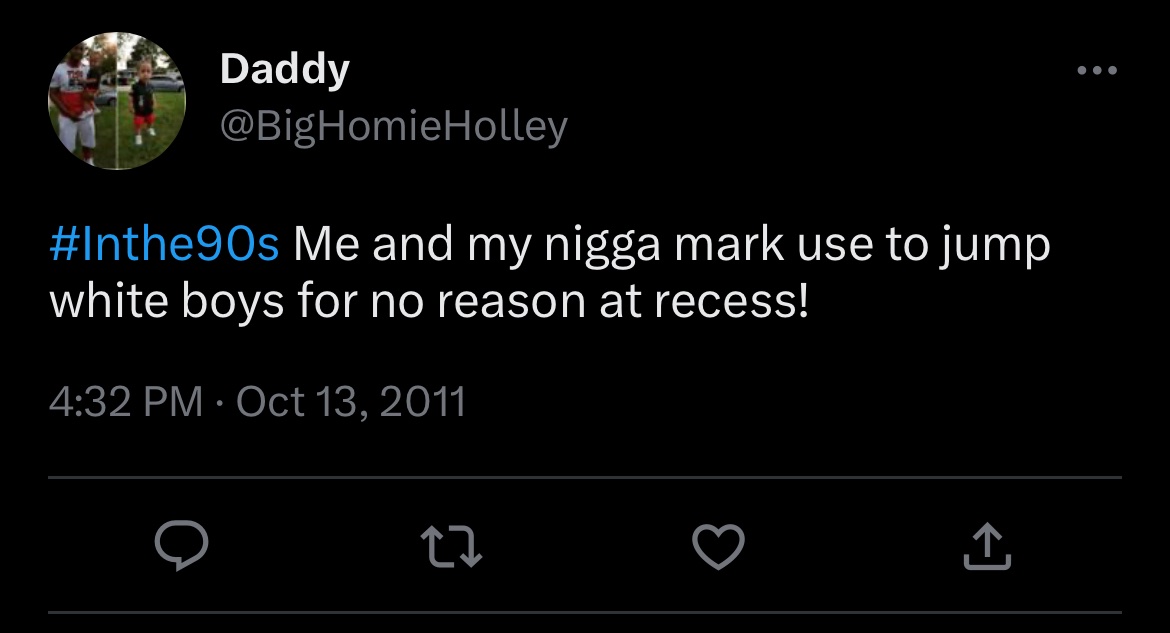 Daddy
@BigHomieHolley
#Inthe90s Me and my nigga mark use to jump
white boys for no reason at recess!
4:32 PM · Oct 13, 2011